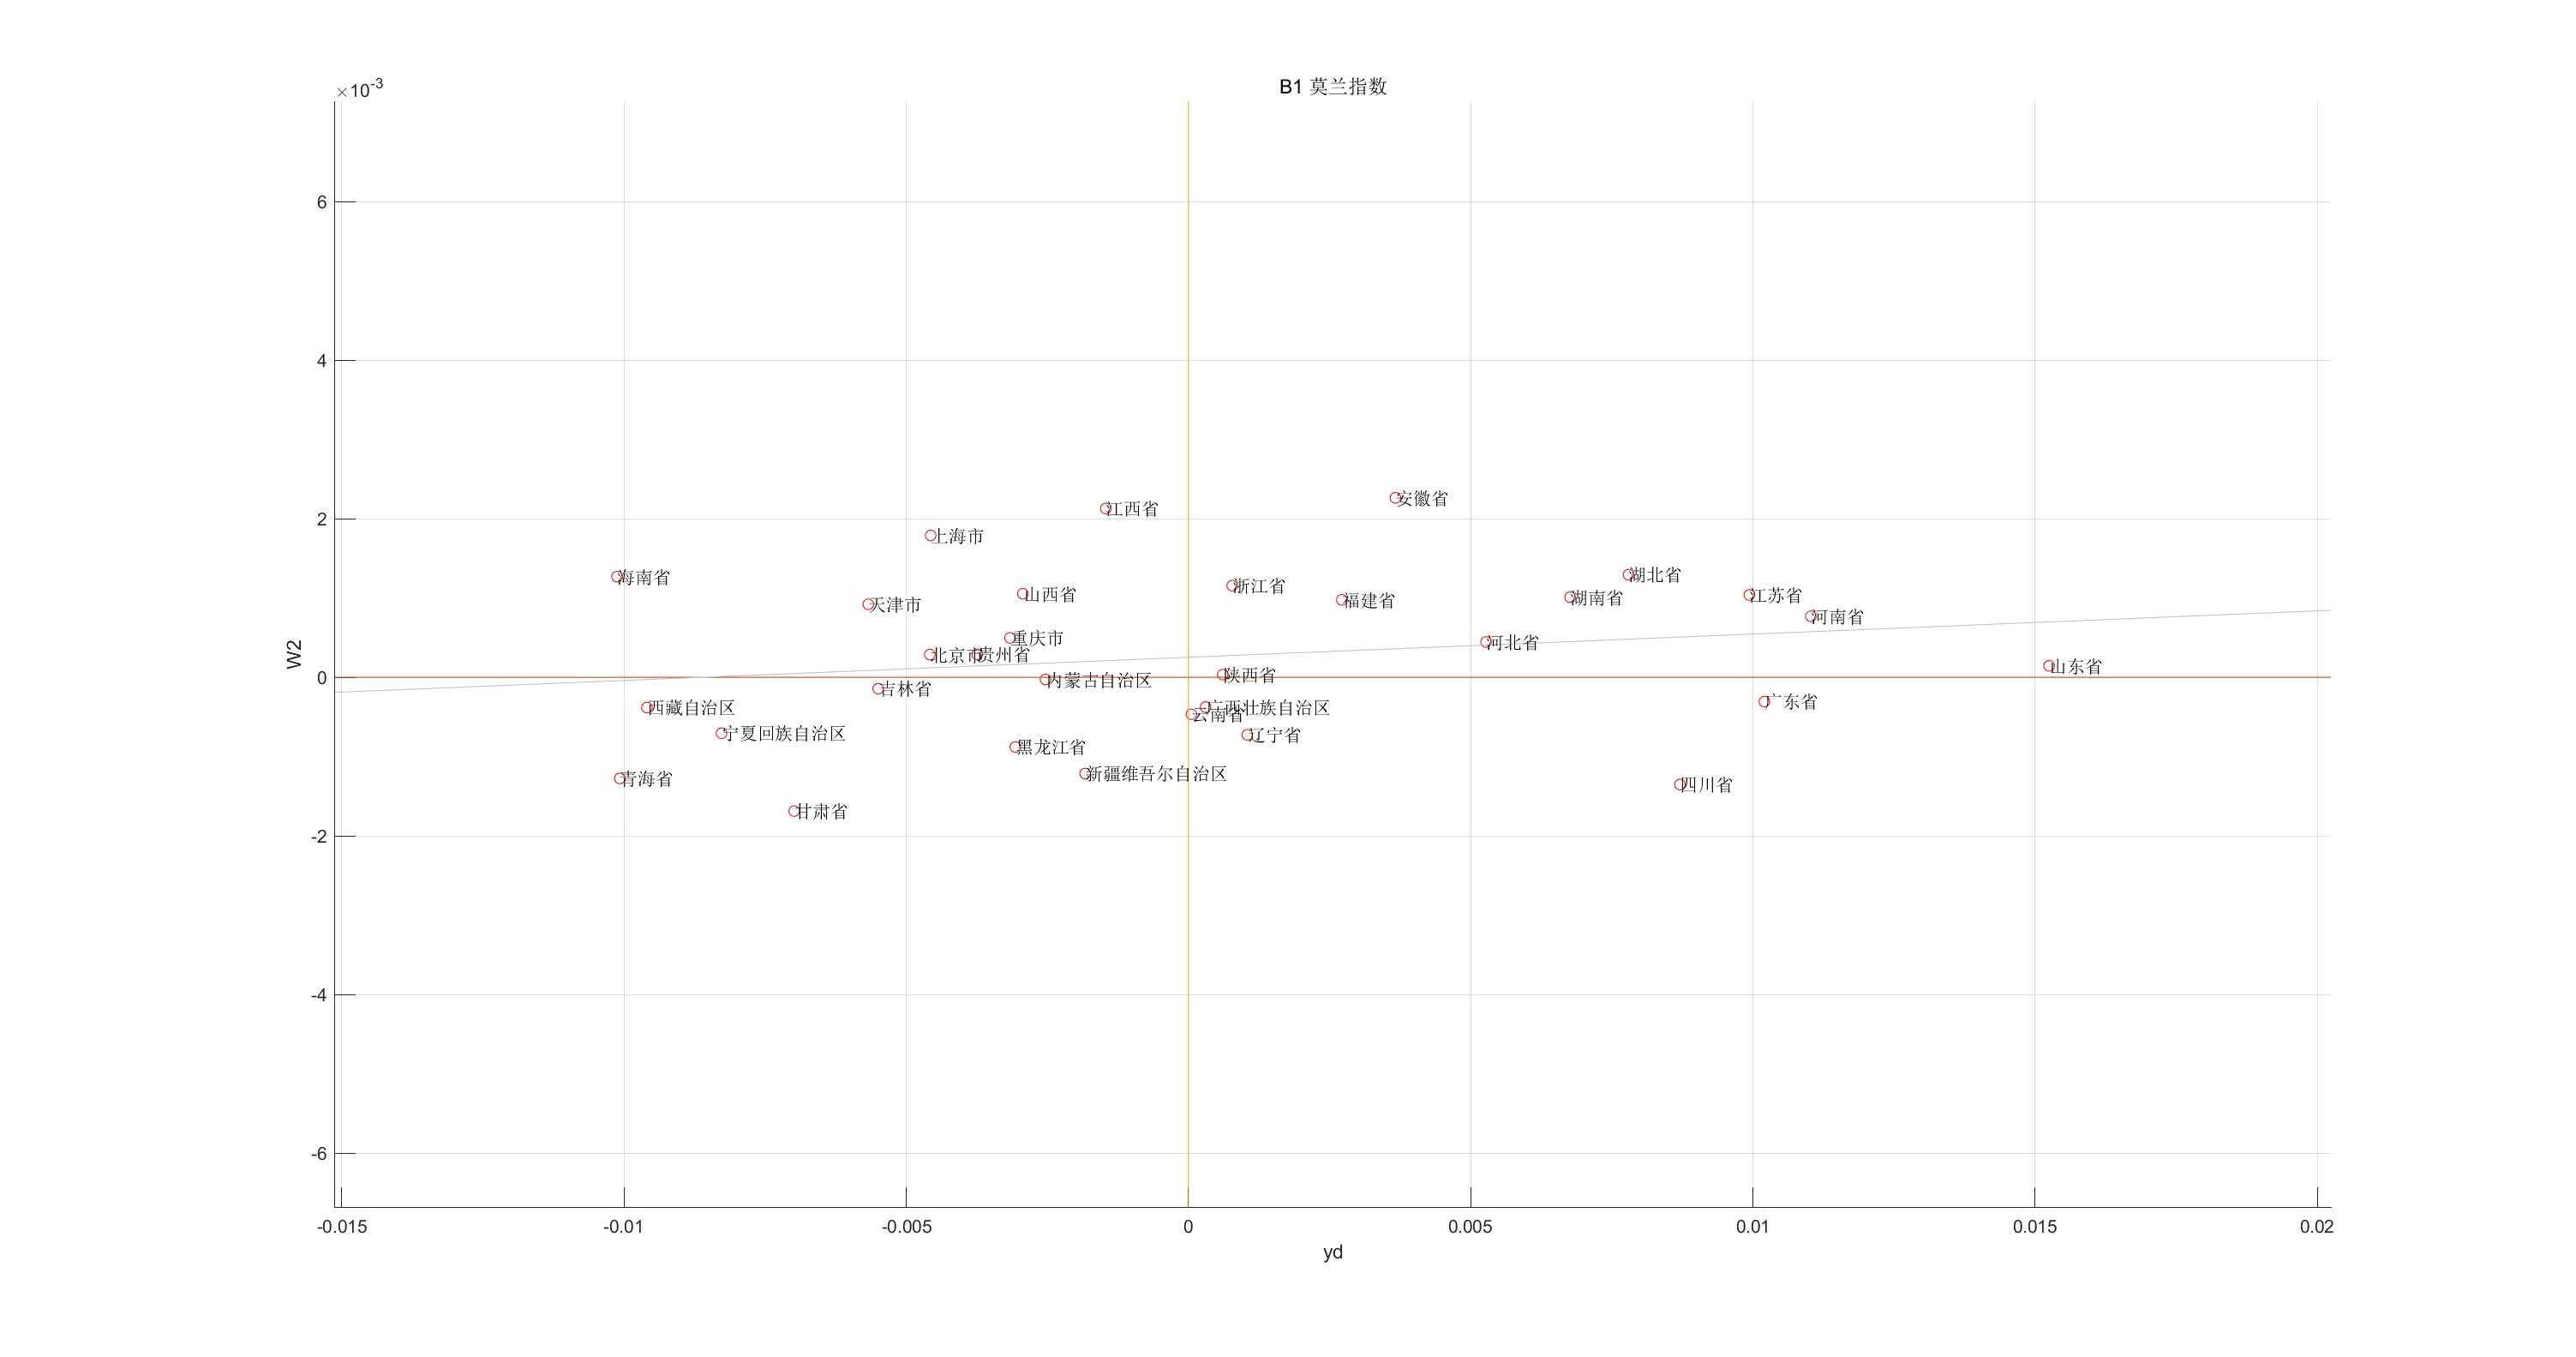 B1 莫兰指数
×10-3
6
4
2
0
-2
-4
-6
W2
安徽省
江西省
上海市
湖北省
海南省
浙江省
山西省
江苏省
湖南省
福建省
天津市
河南省
重庆市
河北省
北京市
贵州省
山东省
陕西省
内蒙古自治区
吉林省
广东省
西藏自治区
广西壮族自治区
云南省
宁夏回族自治区
辽宁省
黑龙江省
新疆维吾尔自治区
青海省
四川省
甘肃省
-0.015
-0.01
-0.005
0
0.005
0.01
0.015
0.02
yd